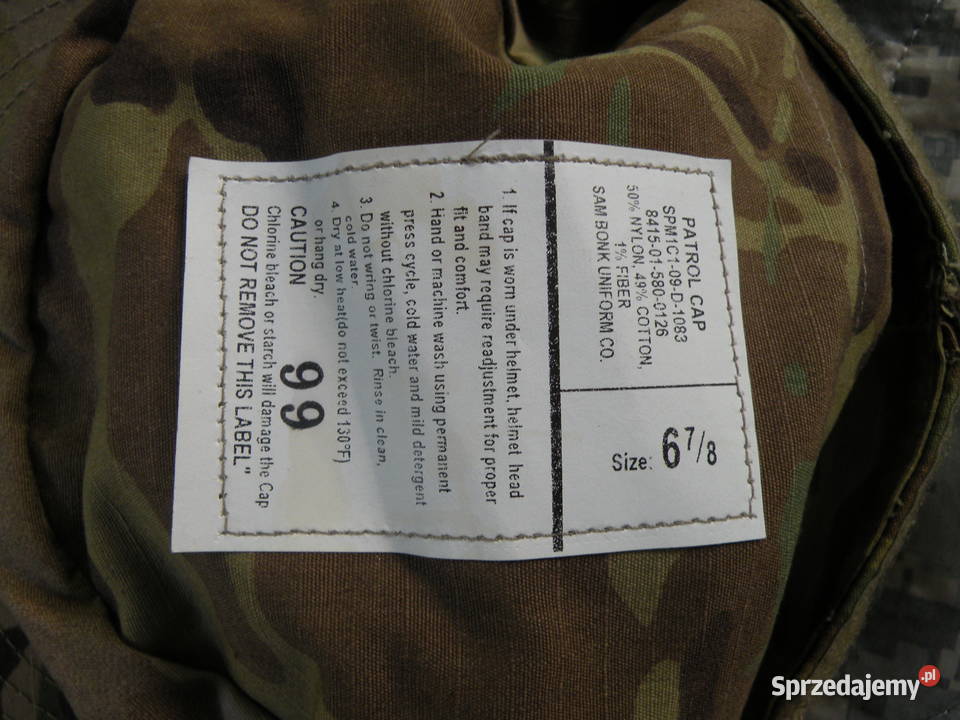 PATROL CAP
SPM1C1-09-D-1083
8415-01-580-0126
50% NYLON, 49% COTTON,
1% FIBER
SAM BONK UNIFORM CO.
Size: 6 7/8
1. If cap is worn under helmet, helmet head
band may require readjustment for proper
fit and comfort.
2. Hand or machine wash using permanent
press cycle, cold water and mild detergent
without chlorine bleach.
3. Do not wring or twist. Rinse in clean,
cold water.
4. Dry at low heat(do not exceed 130°F)
or hang dry.
CAUTION
99
Chlorine bleach or starch will damage the Cap
DO NOT REMOVE THIS LABEL"
Sprzedajemy.pl